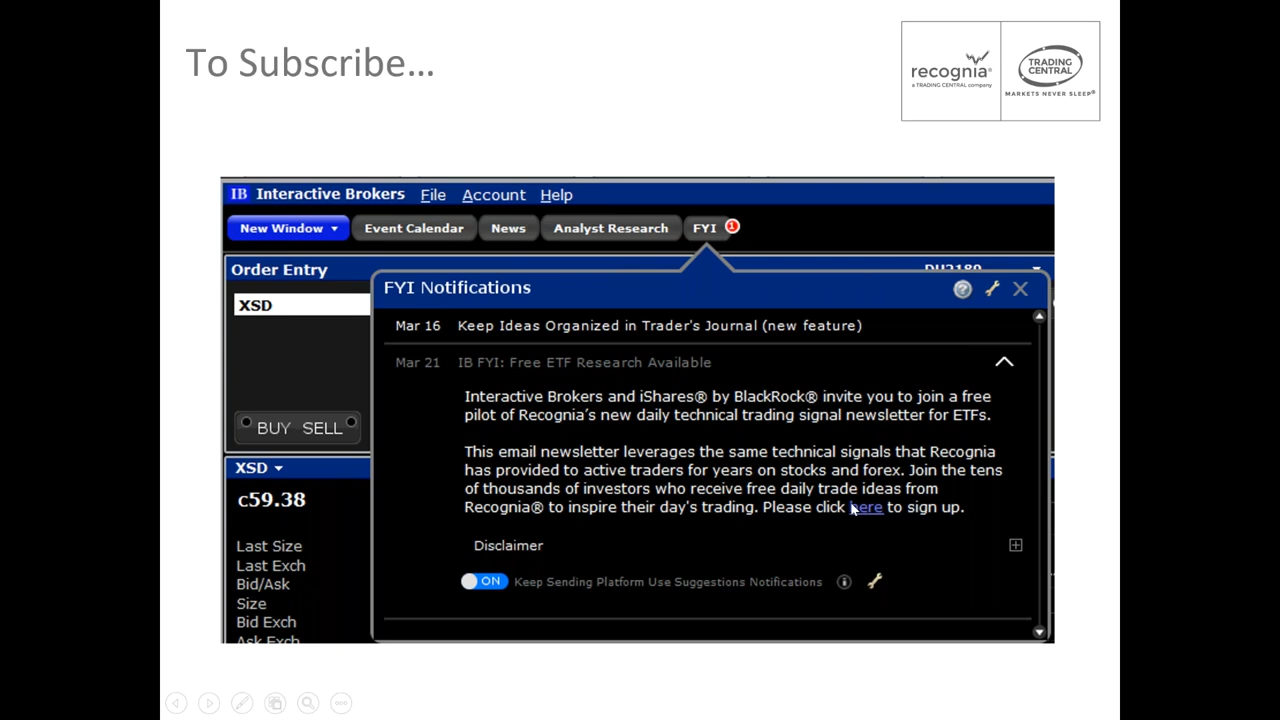 To Subscribe...
recognia®
a TRADING CENTRAL company
TRADING
CENTRAL
MARKETS NEVER SLEEP®
IB Interactive Brokers File Account Help
New Window Event Calendar News Analyst Research FYI 1
Order Entry
XSD
BUY SELL
XSD
c59.38
Last Size
Last Exch
Bid/Ask
Size
Bid Exch
Ask Exch
FYI Notifications
Mar 16 Keep Ideas Organized in Trader's Journal (new feature)
Mar 21 IB FYI: Free ETF Research Available
Interactive Brokers and iShares® by BlackRock® invite you to join a free
pilot of Recognia's new daily technical trading signal newsletter for ETFs.
This email newsletter leverages the same technical signals that Recognia
has provided to active traders for years on stocks and forex. Join the tens
of thousands of investors who receive free daily trade ideas from
Recognia® to inspire their day's trading. Please click here to sign up.
Disclaimer
ON Keep Sending Platform Use Suggestions Notifications